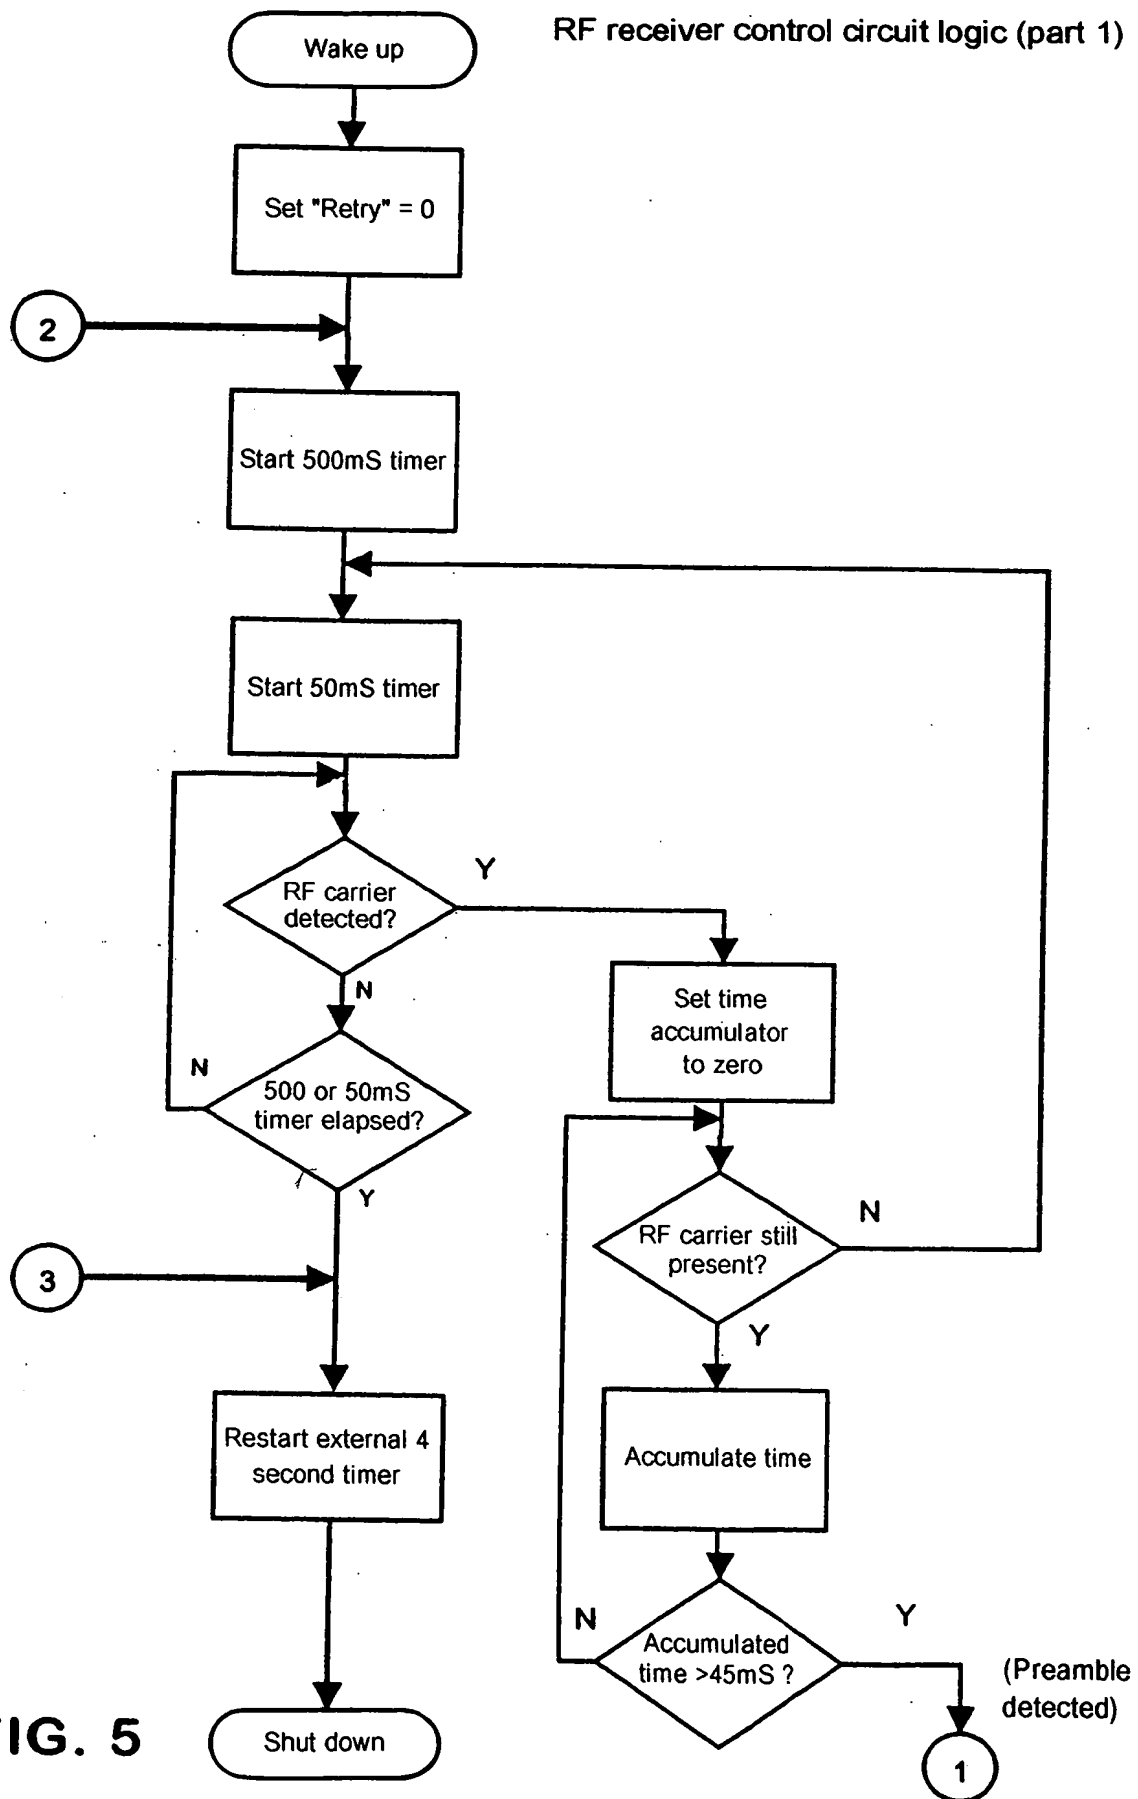 RF receiver control circuit logic (part 1)
Wake up
Set "Retry" = 0
2
Start 500mS timer
Start 50mS timer
RF carrier
detected?
Y
N
Set time
accumulator
to zero
500 or 50mS
timer elapsed?
N
Y
RF carrier still
present?
N
Y
3
Restart external 4
second timer
Accumulate time
Accumulated
time >45mS ?
N
Y
(Preamble
detected)
1
Shut down
IG. 5